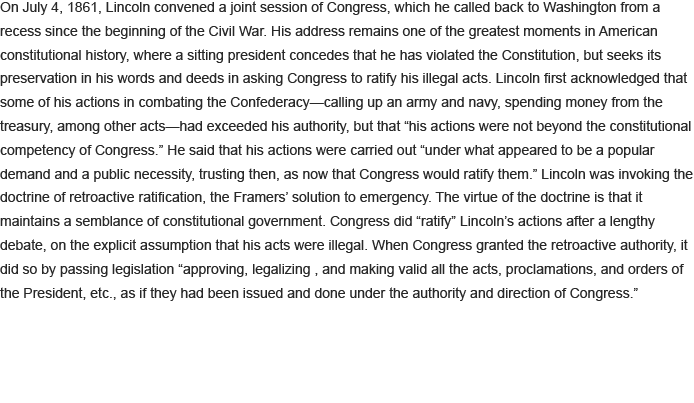 On July 4, 1861, Lincoln convened a joint session of Congress, which he called back to Washington from a
recess since the beginning of the Civil War. His address remains one of the greatest moments in American
constitutional history, where a sitting president concedes that he has violated the Constitution, but seeks its
preservation in his words and deeds in asking Congress to ratify his illegal acts. Lincoln first acknowledged that
some of his actions in combating the Confederacy—calling up an army and navy, spending money from the
treasury, among other acts—had exceeded his authority, but that “his actions were not beyond the constitutional
competency of Congress.” He said that his actions were carried out “under what appeared to be a popular
demand and a public necessity, trusting then, as now that Congress would ratify them.” Lincoln was invoking the
doctrine of retroactive ratification, the Framers’ solution to emergency. The virtue of the doctrine is that it
maintains a semblance of constitutional government. Congress did “ratify” Lincoln’s actions after a lengthy
debate, on the explicit assumption that his acts were illegal. When Congress granted the retroactive authority, it
did so by passing legislation “approving, legalizing , and making valid all the acts, proclamations, and orders of
the President, etc., as if they had been issued and done under the authority and direction of Congress.”